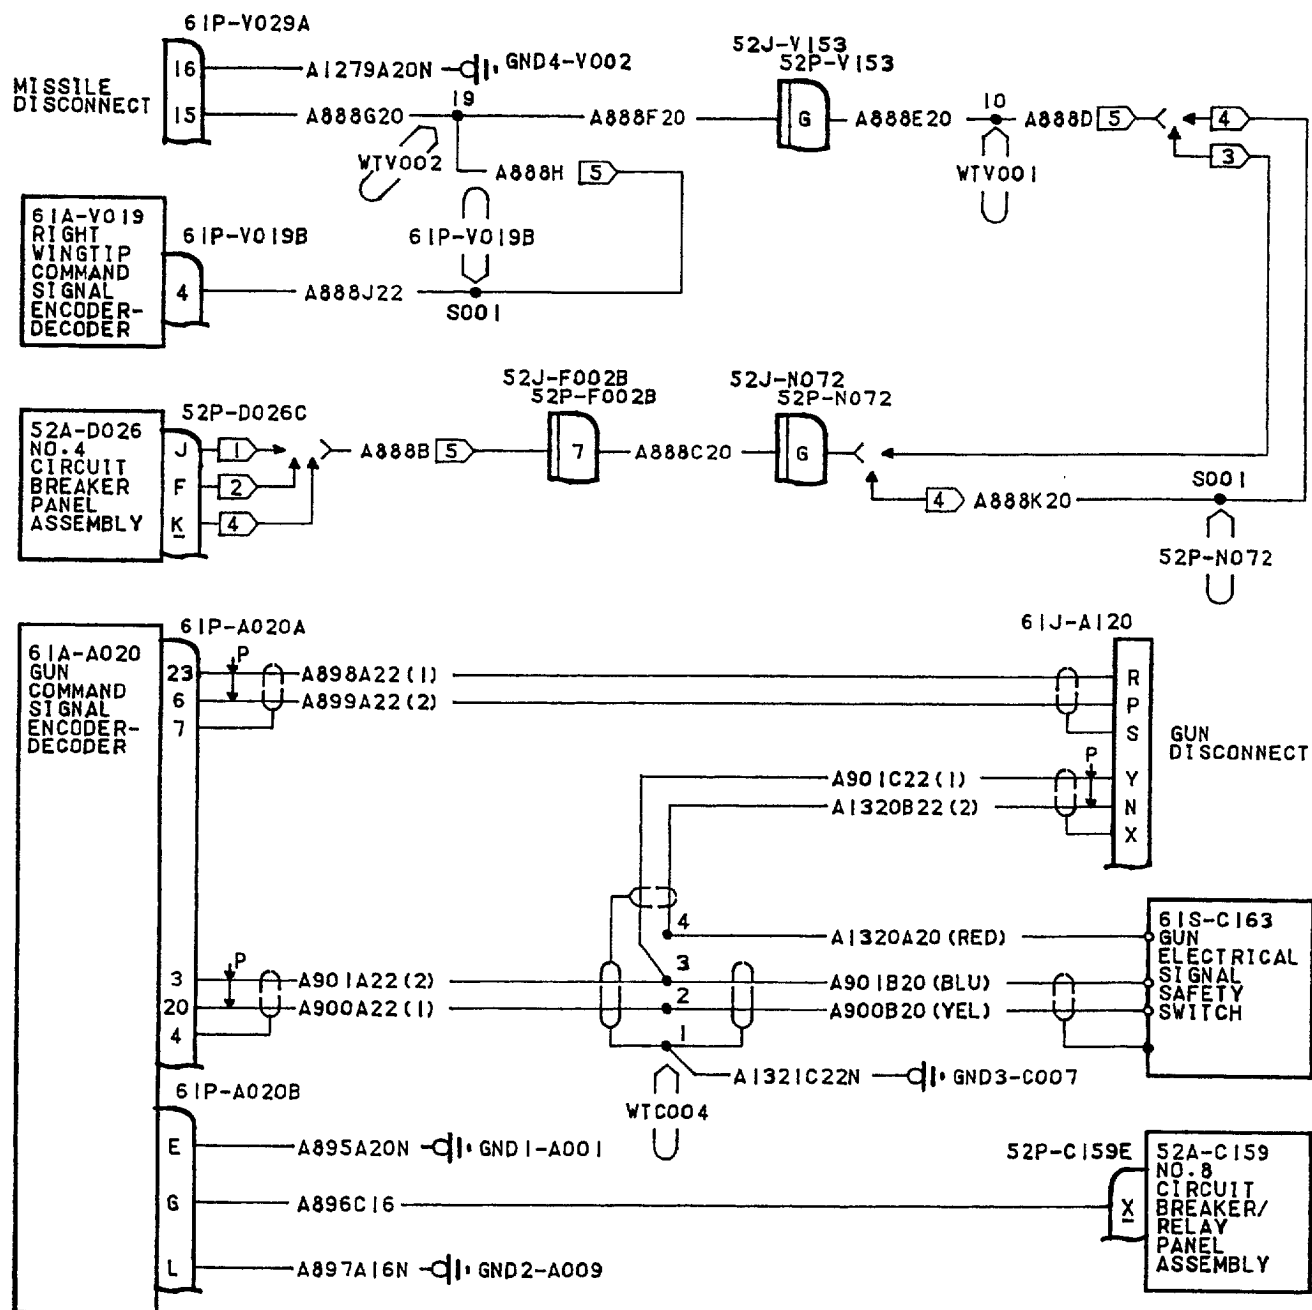 61P-V029A
MISSILE
DISCONNECT
16
A1279A20N
GND4-V002
15
A888G20
19
A888F20
52J-V153
52P-V153
G
A888E20
10
A888D
5
4
3
WTV002
A888H
5
WTV001
61A-V019
RIGHT
WINGTIP
COMMAND
SIGNAL
ENCODER-
DECODER
61P-V019B
4
A888J22
61P-V019B
S001
52A-D026
NO.4
CIRCUIT
BREAKER
PANEL
ASSEMBLY
52P-D026C
J
1
F
2
K
4
A888B
5
52J-F002B
52P-F002B
7
A888C20
52J-N072
52P-N072
G
4
A888K20
S001
52P-N072
61A-A020
GUN
COMMAND
SIGNAL
ENCODER-
DECODER
61P-A020A
P
23
A898A22(1)
6
A899A22(2)
7
61J-A120
R
P
S
GUN
DISCONNECT
P
A901C22(1)
Y
A1320B22(2)
N
X
4
A1320A20(RED)
61S-C163
GUN
ELECTRICAL
SIGNAL
SAFETY
SWITCH
P
3
A901A22(2)
3
A901B20(BLU)
20
A900A22(1)
2
A900B20(YEL)
4
1
A1321C22N
GND3-C007
WTC004
61P-A020B
E
A895A20N
GND1-A001
G
A896C16
52P-C159E
X
52A-C159
NO.8
CIRCUIT
BREAKER/
RELAY
PANEL
ASSEMBLY
L
A897A16N
GND2-A009